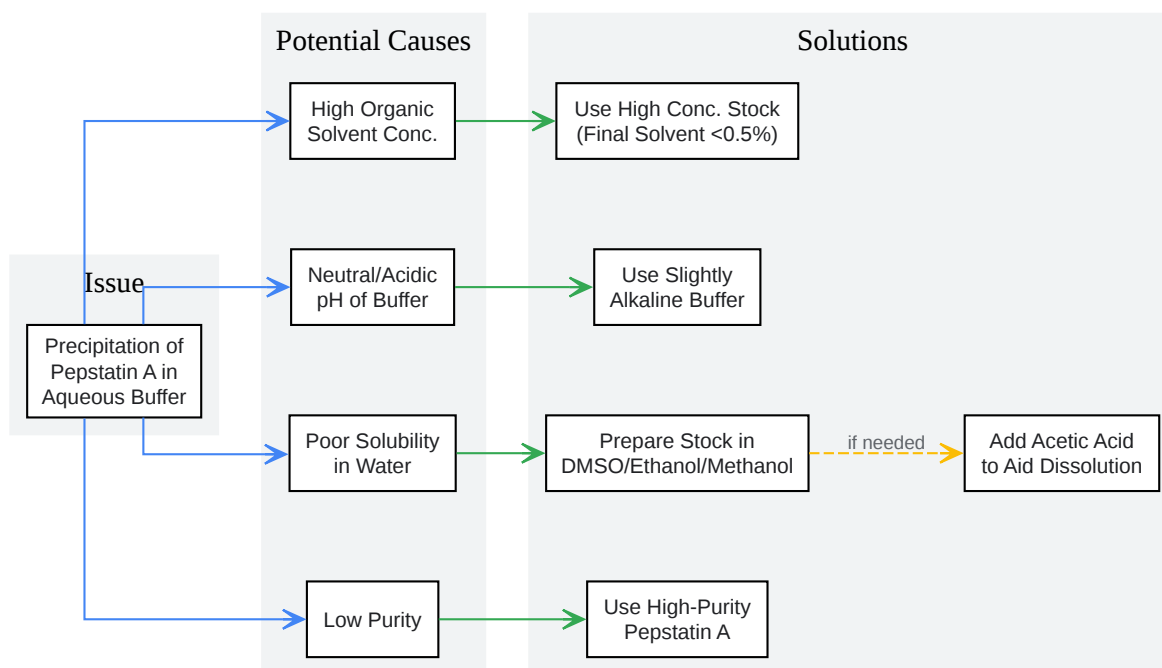 Potential Causes
Solutions
High Organic
Solvent Conc.
Use High Conc. Stock
(Final Solvent <0.5%)
Issue
Neutral/Acidic
pH of Buffer
Use Slightly
Alkaline Buffer
Precipitation of
Pepstatin A in
Aqueous Buffer
Poor Solubility
in Water
Prepare Stock in
DMSO/Ethanol/Methanol
if needed
Add Acetic Acid
to Aid Dissolution
Low Purity
Use High-Purity
Pepstatin A